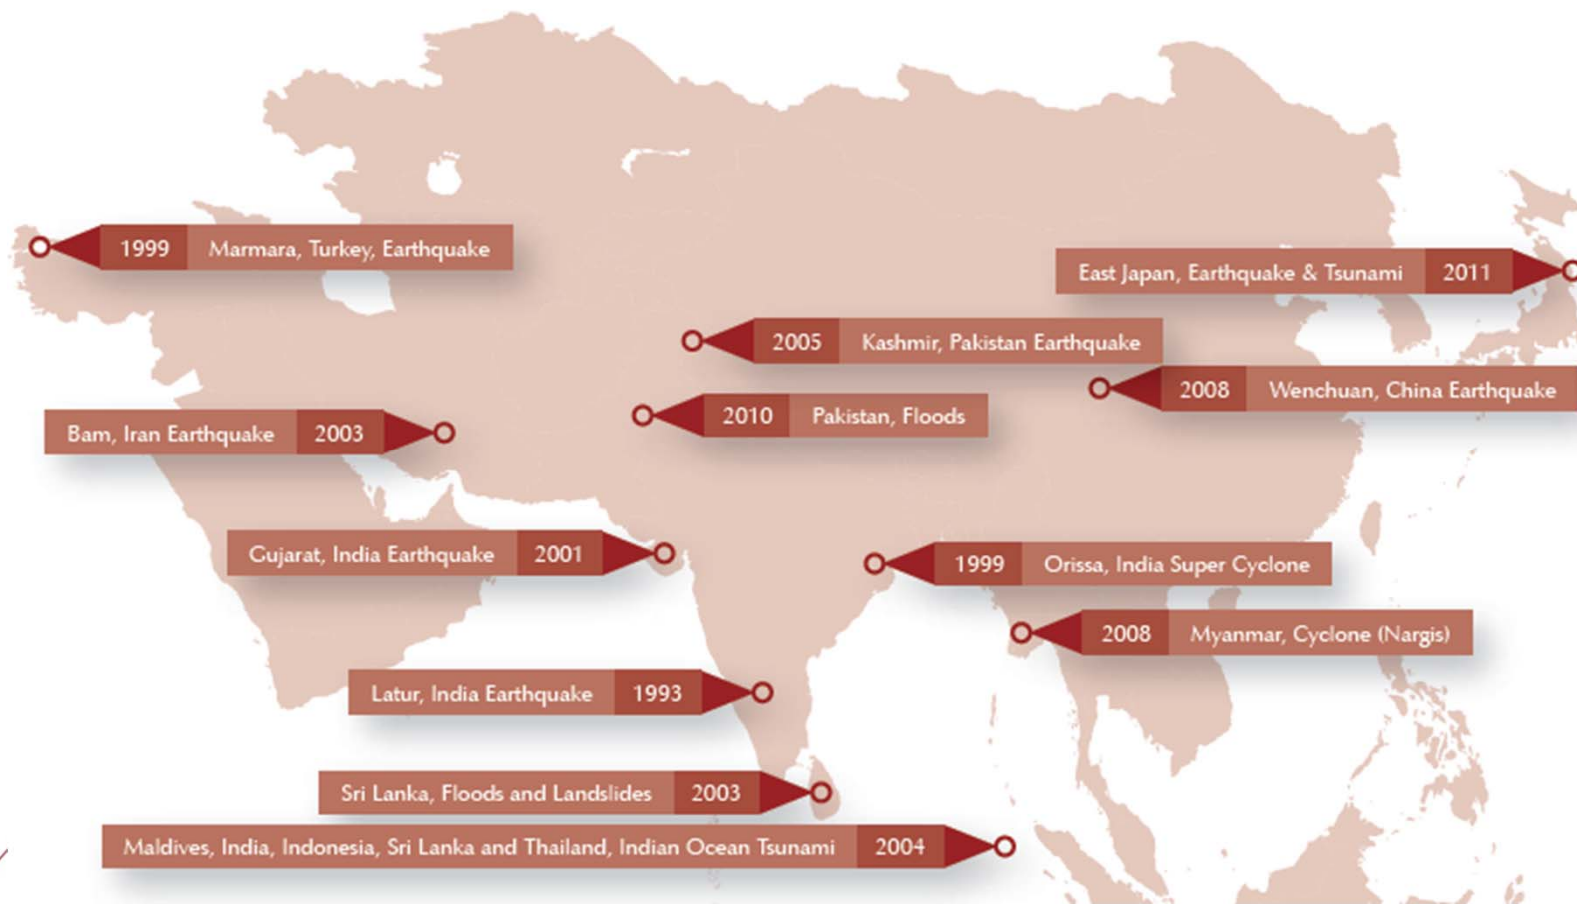 1999 Marmara, Turkey, Earthquake
East Japan, Earthquake & Tsunami 2011
2005 Kashmir, Pakistan Earthquake
2008 Wenchuan, China Earthquake
2010 Pakistan, Floods
Bam, Iran Earthquake 2003
Gujarat, India Earthquake 2001
1999 Orissa, India Super Cyclone
2008 Myanmar, Cyclone (Nargis)
Latur, India Earthquake 1993
Sri Lanka, Floods and Landslides 2003
Maldives, India, Indonesia, Sri Lanka and Thailand, Indian Ocean Tsunami 2004